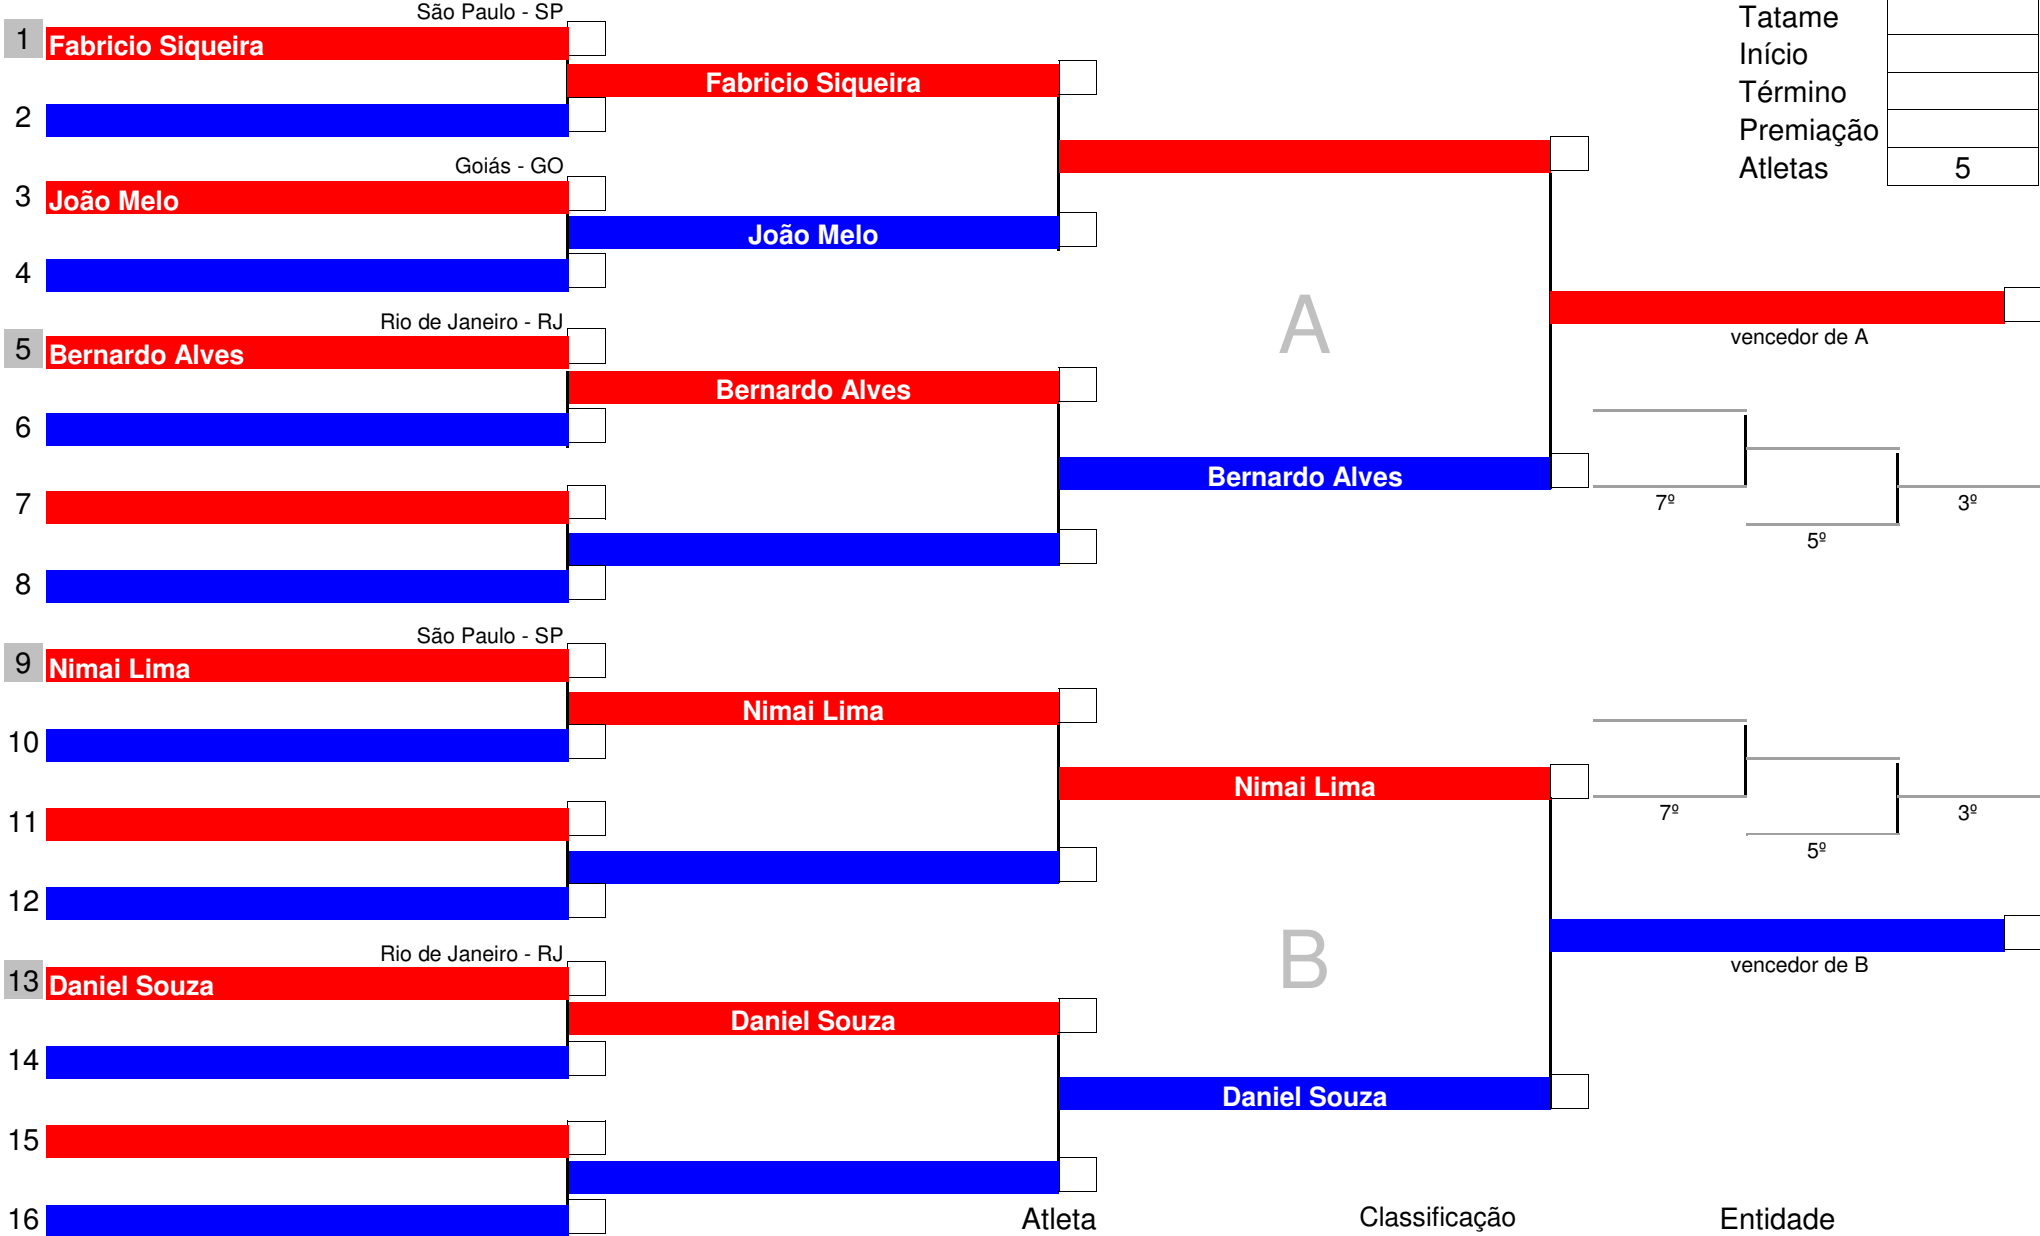 São Paulo - SP
1 Fabricio Siqueira
Fabricio Siqueira
2
Goiás - GO
3 João Melo
João Melo
4
Rio de Janeiro - RJ
5 Bernardo Alves
Bernardo Alves
6
Bernardo Alves
7
8
A
vencedor de A
7º
5º
3º
São Paulo - SP
9 Nimai Lima
Nimai Lima
10
Nimai Lima
11
12
Rio de Janeiro - RJ
13 Daniel Souza
Daniel Souza
14
Daniel Souza
15
16
B
7º
5º
3º
vencedor de B
Tatame
Início
Término
Premiação
Atletas 5
Atleta Classificação Entidade